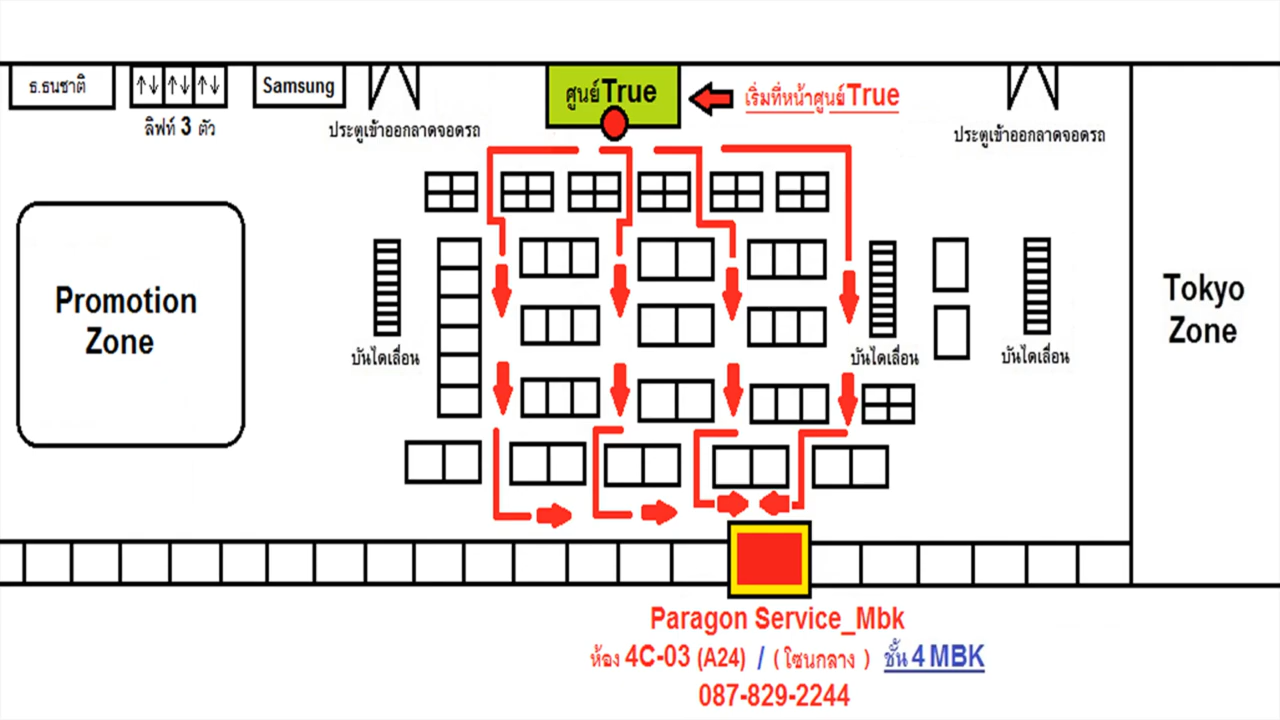 ธ.ธนชาติ
ลิฟท์ 3 ตัว
Samsung
ประตูเข้าออกลาดจอดรถ
ศูนย์ True
เริ่มที่หน้าศูนย์ True
ประตูเข้าออกลาดจอดรถ
Promotion
Zone
บันไดเลื่อน
บันไดเลื่อน
บันไดเลื่อน
Tokyo
Zone
Paragon Service_Mbk
ห้อง 4C-03 (A24) / ( โซนกลาง ) ชั้น 4 MBK
087-829-2244